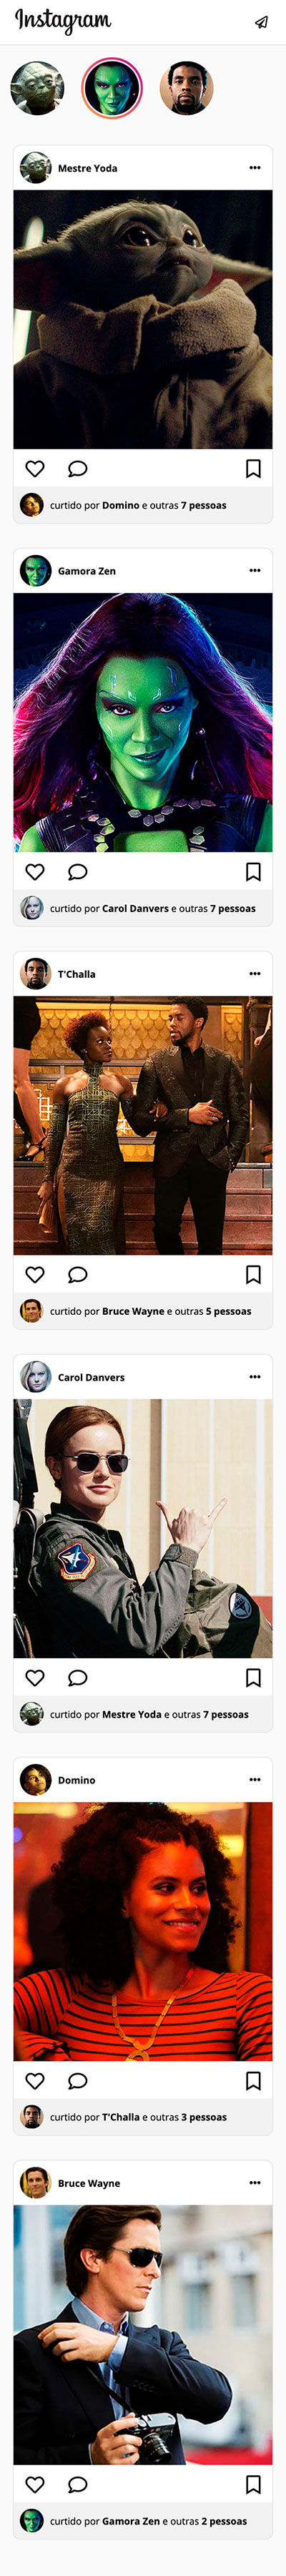 Instagram
Mestre Yoda
curtido por Domino e outras 7 pessoas
Gamora Zen
curtido por Carol Danvers e outras 7 pessoas
T'Challa
curtido por Bruce Wayne e outras 5 pessoas
Carol Danvers
curtido por Mestre Yoda e outras 7 pessoas
Domino
curtido por T'Challa e outras 3 pessoas
Bruce Wayne
curtido por Gamora Zen e outras 2 pessoas